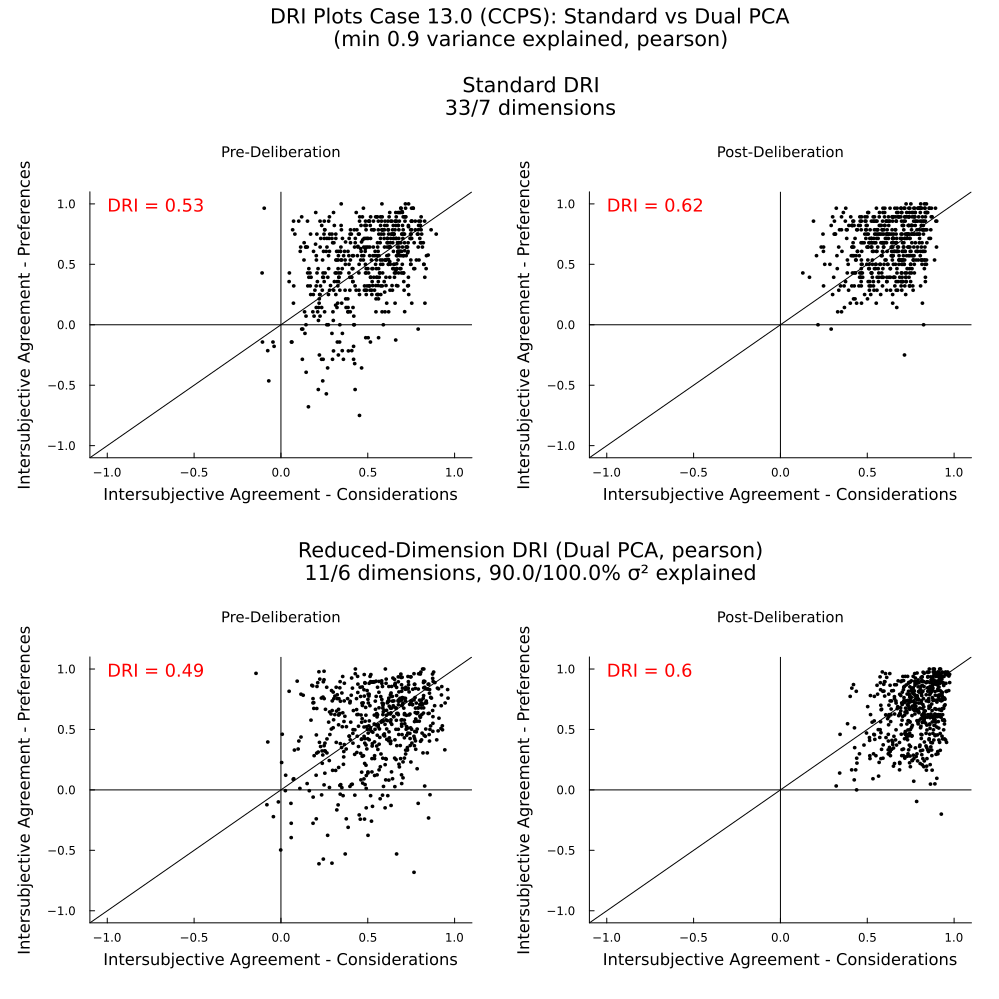 DRI Plots Case 13.0 (CCPS): Standard vs Dual PCA
(min 0.9 variance explained, pearson)
Standard DRI
33/7 dimensions
Pre-Deliberation
DRI = 0.53
Intersubjective Agreement - Preferences
1.0
0.5
0.0
−0.5
−1.0
−1.0 −0.5 0.0 0.5 1.0
Intersubjective Agreement - Considerations
Post-Deliberation
DRI = 0.62
Intersubjective Agreement - Preferences
1.0
0.5
0.0
−0.5
−1.0
−1.0 −0.5 0.0 0.5 1.0
Intersubjective Agreement - Considerations
Reduced-Dimension DRI (Dual PCA, pearson)
11/6 dimensions, 90.0/100.0% σ² explained
Pre-Deliberation
DRI = 0.49
Intersubjective Agreement - Preferences
1.0
0.5
0.0
−0.5
−1.0
−1.0 −0.5 0.0 0.5 1.0
Intersubjective Agreement - Considerations
Post-Deliberation
DRI = 0.6
Intersubjective Agreement - Preferences
1.0
0.5
0.0
−0.5
−1.0
−1.0 −0.5 0.0 0.5 1.0
Intersubjective Agreement - Considerations